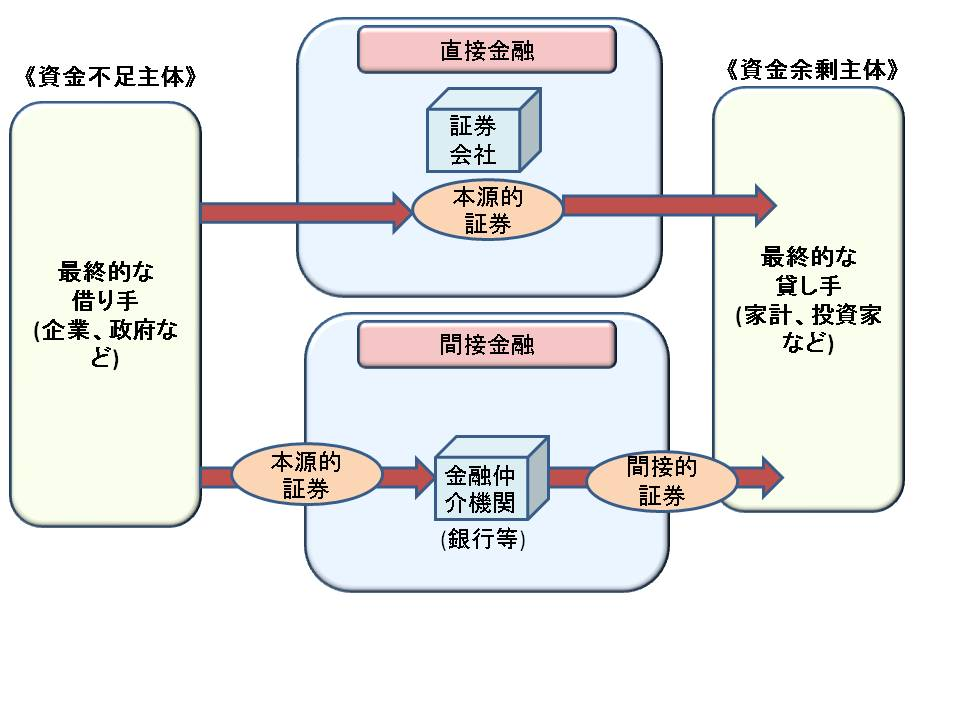 《資金不足主体》
最終的な
借り手
(企業、政府な
ど)
直接金融
証券
会社
本源的
証券
間接金融
本源的
証券
金融仲
介機関
(銀行等)
間接的
証券
《資金余剰主体》
最終的な
貸し手
(家計、投資家
など)